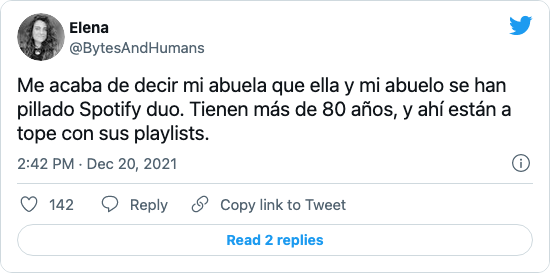 Elena
@BytesAndHumans
Me acaba de decir mi abuela que ella y mi abuelo se han
pillado Spotify duo. Tienen más de 80 años, y ahí están a
tope con sus playlists.
2:42 PM · Dec 20, 2021
142 Reply Copy link to Tweet
Read 2 replies